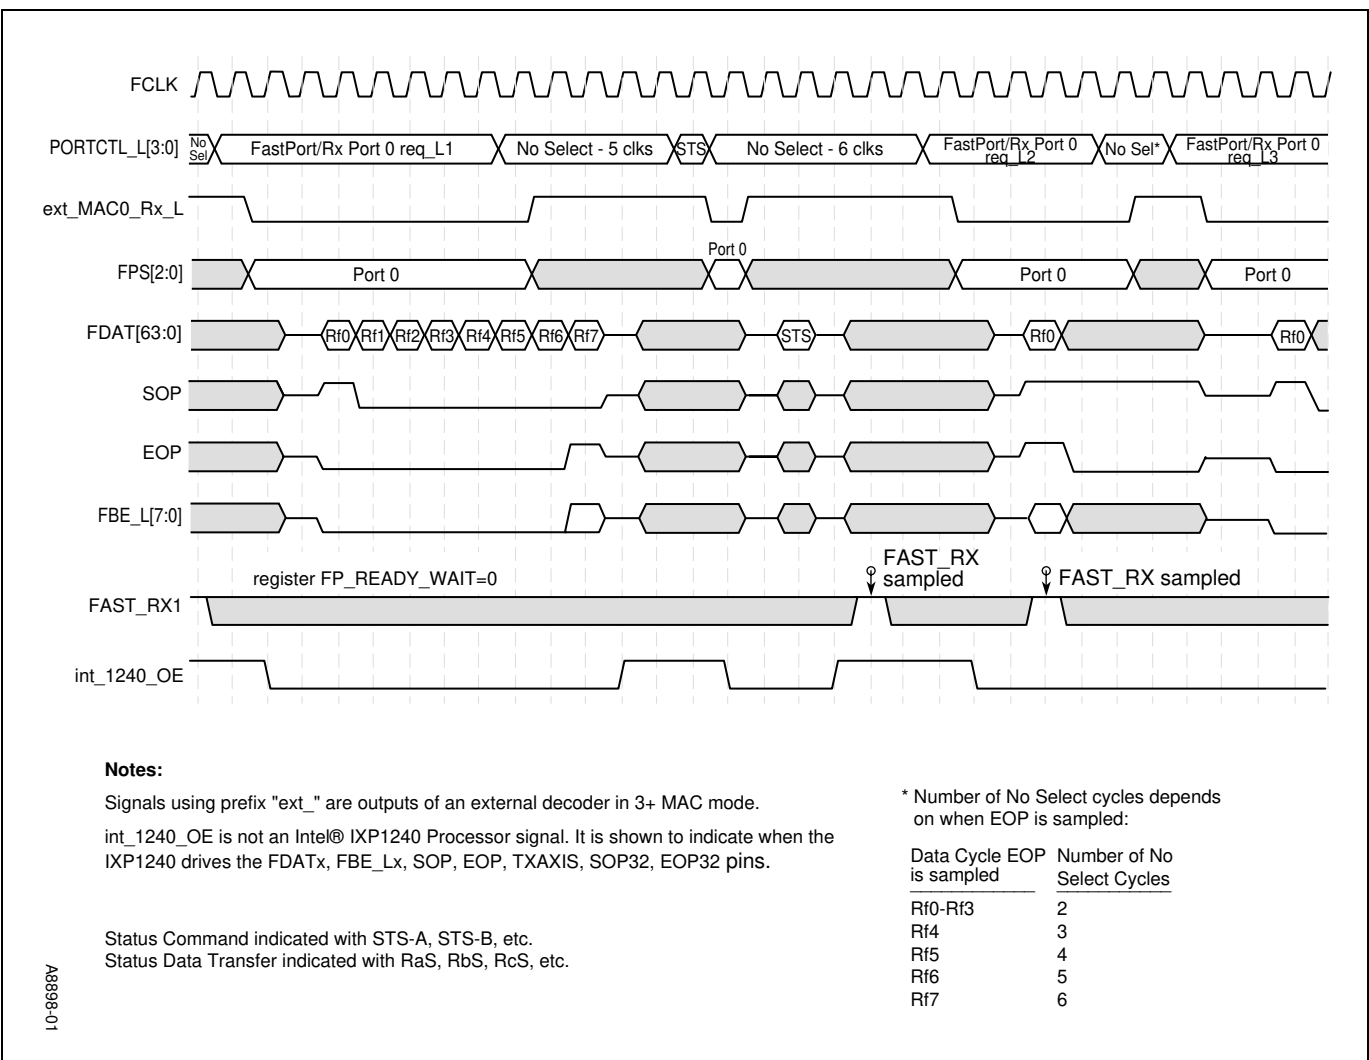 FCLK
PORTCTL_L[3:0] No Sel FastPort/Rx Port 0 req_L1 No Select - 5 clks STS No Select - 6 clks FastPort/Rx Port 0 req_L2 No Sel* FastPort/Rx Port 0 req_L3
ext_MAC0_Rx_L
Port 0
FPS[2:0] Port 0 Port 0 Port 0
FDAT[63:0] Rf0 Rf1 Rf2 Rf3 Rf4 Rf5 Rf6 Rf7 STS Rf0 Rf0
SOP
EOP
FBE_L[7:0]
FAST_RX
sampled
FAST_RX sampled
register FP_READY_WAIT=0
FAST_RX1
int_1240_OE
Notes:
Signals using prefix "ext_" are outputs of an external decoder in 3+ MAC mode.
int_1240_OE is not an Intel® IXP1240 Processor signal. It is shown to indicate when the
IXP1240 drives the FDATx, FBE_Lx, SOP, EOP, TXAXIS, SOP32, EOP32 pins.
Status Command indicated with STS-A, STS-B, etc.
Status Data Transfer indicated with RaS, RbS, RcS, etc.
* Number of No Select cycles depends
on when EOP is sampled:
Data Cycle EOP Number of No
is sampled Select Cycles
Rf0-Rf3 2
Rf4 3
Rf5 4
Rf6 5
Rf7 6
A8898-01